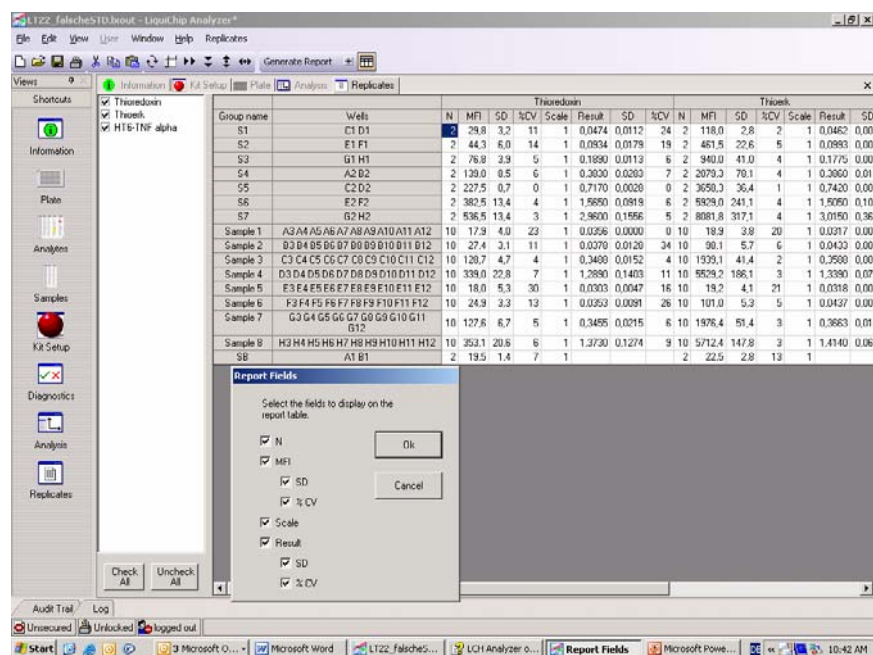 LT22_falscheSTD.lxout - LiquiChip Analyzer*
File Edit View User Window Help Replicates
Generate Report
Views
Information Kit Setup Plate Analytes Replicates
Shortcuts
Information
Plate
Analytes
Samples
Kit Setup
Diagnostics
Analysis
Replicates
Thioredoxin
Thioerk
HT6-TNF alpha
Check All
Uncheck All
Thioredoxin Thioerk
Group name Wells N MFI SD %CV Scale Result SD %CV N MFI SD %CV Scale Result SD
S1 C1 D1 2 29,8 3,2 11 1 0,0474 0,0112 24 2 118,0 2,8 2 1 0,0462 0,00
S2 E1 F1 2 44,3 6,0 14 1 0,0934 0,0179 19 2 461,5 22,6 5 1 0,0993 0,00
S3 G1 H1 2 76,8 3,9 5 1 0,1890 0,0113 6 2 940,0 41,0 4 1 0,1775 0,00
S4 A2 B2 2 139,0 8,5 6 1 0,3830 0,0283 7 2 2079,3 78,1 4 1 0,3860 0,01
S5 C2 D2 2 227,5 0,7 0 1 0,7170 0,0028 0 2 3658,3 36,4 1 1 0,7420 0,00
S6 E2 F2 2 382,5 13,4 4 1 1,5650 0,0919 6 2 5929,0 241,1 4 1 1,5050 0,10
S7 G2 H2 2 536,5 13,4 3 1 2,9600 0,1556 5 2 8081,8 317,1 4 1 3,0150 0,36
Sample 1 A3 A4 A5 A6 A7 A8 A9 A10 A11 A12 10 17,9 4,0 23 1 0,0356 0,0000 0 10 18,9 3,8 20 1 0,0317 0,00
Sample 2 B3 B4 B5 B6 B7 B8 B9 B10 B11 B12 10 27,4 3,1 11 1 0,0378 0,0128 34 10 98,1 5,7 6 1 0,0433 0,00
Sample 3 C3 C4 C5 C6 C7 C8 C9 C10 C11 C12 10 128,7 4,7 4 1 0,3488 0,0152 4 10 1939,1 41,4 2 1 0,3588 0,00
Sample 4 D3 D4 D5 D6 D7 D8 D9 D10 D11 D12 10 339,0 22,8 7 1 1,2890 0,1403 11 10 5529,2 186,1 3 1 1,3390 0,07
Sample 5 E3 E4 E5 E6 E7 E8 E9 E10 E11 E12 10 18,0 5,3 30 1 0,0303 0,0047 16 10 19,2 4,1 21 1 0,0318 0,00
Sample 6 F3 F4 F5 F6 F7 F8 F9 F10 F11 F12 10 24,9 3,3 13 1 0,0353 0,0091 26 10 101,0 5,3 5 1 0,0437 0,00
Sample 7 G3 G4 G5 G6 G7 G8 G9 G10 G11 G12 10 127,6 6,7 5 1 0,3455 0,0215 6 10 1976,4 51,4 3 1 0,3663 0,01
Sample 8 H3 H4 H5 H6 H7 H8 H9 H10 H11 H12 10 353,1 20,6 6 1 1,3730 0,1274 9 10 5712,4 147,8 3 1 1,4140 0,06
SB A1 B1 2 19,5 1,4 7 1 2 22,5 2,8 13 1
Report Fields
Select the fields to display on the
report table.
N
MFI
SD
% CV
Scale
Result
SD
% CV
Ok
Cancel
Audit Trail Log
Unsecured Unlocked logged out
Start 3 Microsoft O... Microsoft Word LT22_falscheS... LCH Analyzer o... Report Fields Microsoft Powe... DE 10:42 AM